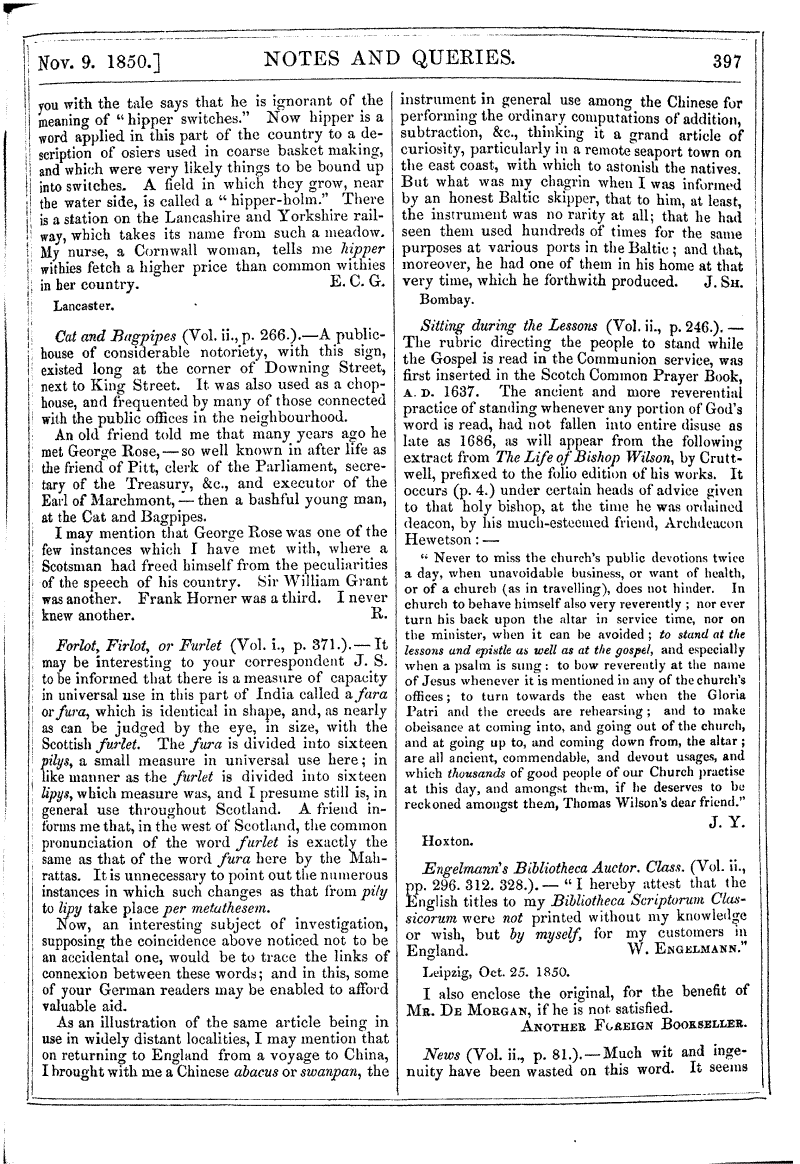 Nov. 9. 1850.] NOTES AND QUERIES. 397
you with the tale says that he is ignorant of the
meaning of “hipper switches.” Now hipper is a
word applied in this part of the country to a de-
scription of osiers used in coarse basket making,
and which were very likely things to be bound up
into switches. A field in which they grow, near
the water side, is called a “hipper-holm.” There
is a station on the Lancashire and Yorkshire rail-
way, which takes its name from such a meadow.
My nurse, a Cornwall woman, tells me hipper
withies fetch a higher price than common withies
in her country. E. C. G.
Lancaster.
Cat and Bagpipes (Vol. ii., p. 266.).—A public-
house of considerable notoriety, with this sign,
existed long at the corner of Downing Street,
next to King Street. It was also used as a chop-
house, and frequented by many of those connected
with the public offices in the neighbourhood.
An old friend told me that many years ago he
met George Rose,—so well known in after life as
the friend of Pitt, clerk of the Parliament, secre-
tary of the Treasury, &c., and executor of the
Earl of Marchmont,—then a bashful young man,
at the Cat and Bagpipes.
I may mention that George Rose was one of the
few instances which I have met with, where a
Scotsman had freed himself from the peculiarities
of the speech of his country. Sir William Grant
was another. Frank Horner was a third. I never
knew another. R.
Forlot, Firlot, or Furlet (Vol. i., p. 371.).—It
may be interesting to your correspondent J. S.
to be informed that there is a measure of capacity
in universal use in this part of India called a fara
or fura, which is identical in shape, and, as nearly
as can be judged by the eye, in size, with the
Scottish furlet. The fura is divided into sixteen
pilys, a small measure in universal use here; in
like manner as the furlet is divided into sixteen
lipys, which measure was, and I presume still is, in
general use throughout Scotland. A friend in-
forms me that, in the west of Scotland, the common
pronunciation of the word furlet is exactly the
same as that of the word fura here by the Mah-
rattas. It is unnecessary to point out the numerous
instances in which such changes as that from pily
to lipy take place per metathesem.
Now, an interesting subject of investigation,
supposing the coincidence above noticed not to be
an accidental one, would be to trace the links of
connexion between these words; and in this, some
of your German readers may be enabled to afford
valuable aid.
As an illustration of the same article being in
use in widely distant localities, I may mention that
on returning to England from a voyage to China,
I brought with me a Chinese abacus or swanpan, the
instrument in general use among the Chinese for
performing the ordinary computations of addition,
subtraction, &c., thinking it a grand article of
curiosity, particularly in a remote seaport town on
the east coast, with which to astonish the natives.
But what was my chagrin when I was informed
by an honest Baltic skipper, that to him, at least,
the instrument was no rarity at all; that he had
seen them used hundreds of times for the same
purposes at various ports in the Baltic; and that,
moreover, he had one of them in his home at that
very time, which he forthwith produced. J. SH.
Bombay.
Sitting during the Lessons (Vol. ii., p. 246.).—
The rubric directing the people to stand while
the Gospel is read in the Communion service, was
first inserted in the Scotch Common Prayer Book,
A. D. 1637. The ancient and more reverential
practice of standing whenever any portion of God's
word is read, had not fallen into entire disuse as
late as 1686, as will appear from the following
extract from The Life of Bishop Wilson, by Crutt-
well, prefixed to the folio edition of his works. It
occurs (p. 4.) under certain heads of advice given
to that holy bishop, at the time he was ordained
deacon, by his much-esteemed friend, Archdeacon
Hewetson:—
“Never to miss the church's public devotions twice
a day, when unavoidable business, or want of health,
or of a church (as in travelling), does not hinder. In
church to behave himself also very reverently; nor ever
turn his back upon the altar in service time, nor on
the minister, when it can be avoided; to stand at the
lessons and epistle as well as at the gospel, and especially
when a psalm is sung: to bow reverently at the name
of Jesus whenever it is mentioned in any of the church's
offices; to turn towards the east when the Gloria
Patri and the creeds are rehearsing; and to make
obeisance at coming into, and going out of the church,
and at going up to, and coming down from, the altar;
are all ancient, commendable, and devout usages, and
which thousands of good people of our Church practise
at this day, and amongst them, if he deserves to be
reckoned amongst them, Thomas Wilson's dear friend.”
J. Y.
Hoxton.
Engelmann's Bibliotheca Auctor. Class. (Vol. ii.,
pp. 296. 312. 328.).—“I hereby attest that the
English titles to my Bibliotheca Scriptorum Clas-
sicorum were not printed without my knowledge
or wish, but by myself, for my customers in
England. W. ENGELMANN.”
Leipzig, Oct. 25. 1850.
I also enclose the original, for the benefit of
MR. DE MORGAN, if he is not satisfied.
ANOTHER FOREIGN BOOKSELLER.
News (Vol. ii., p. 81.).—Much wit and inge-
nuity have been wasted on this word. It seems